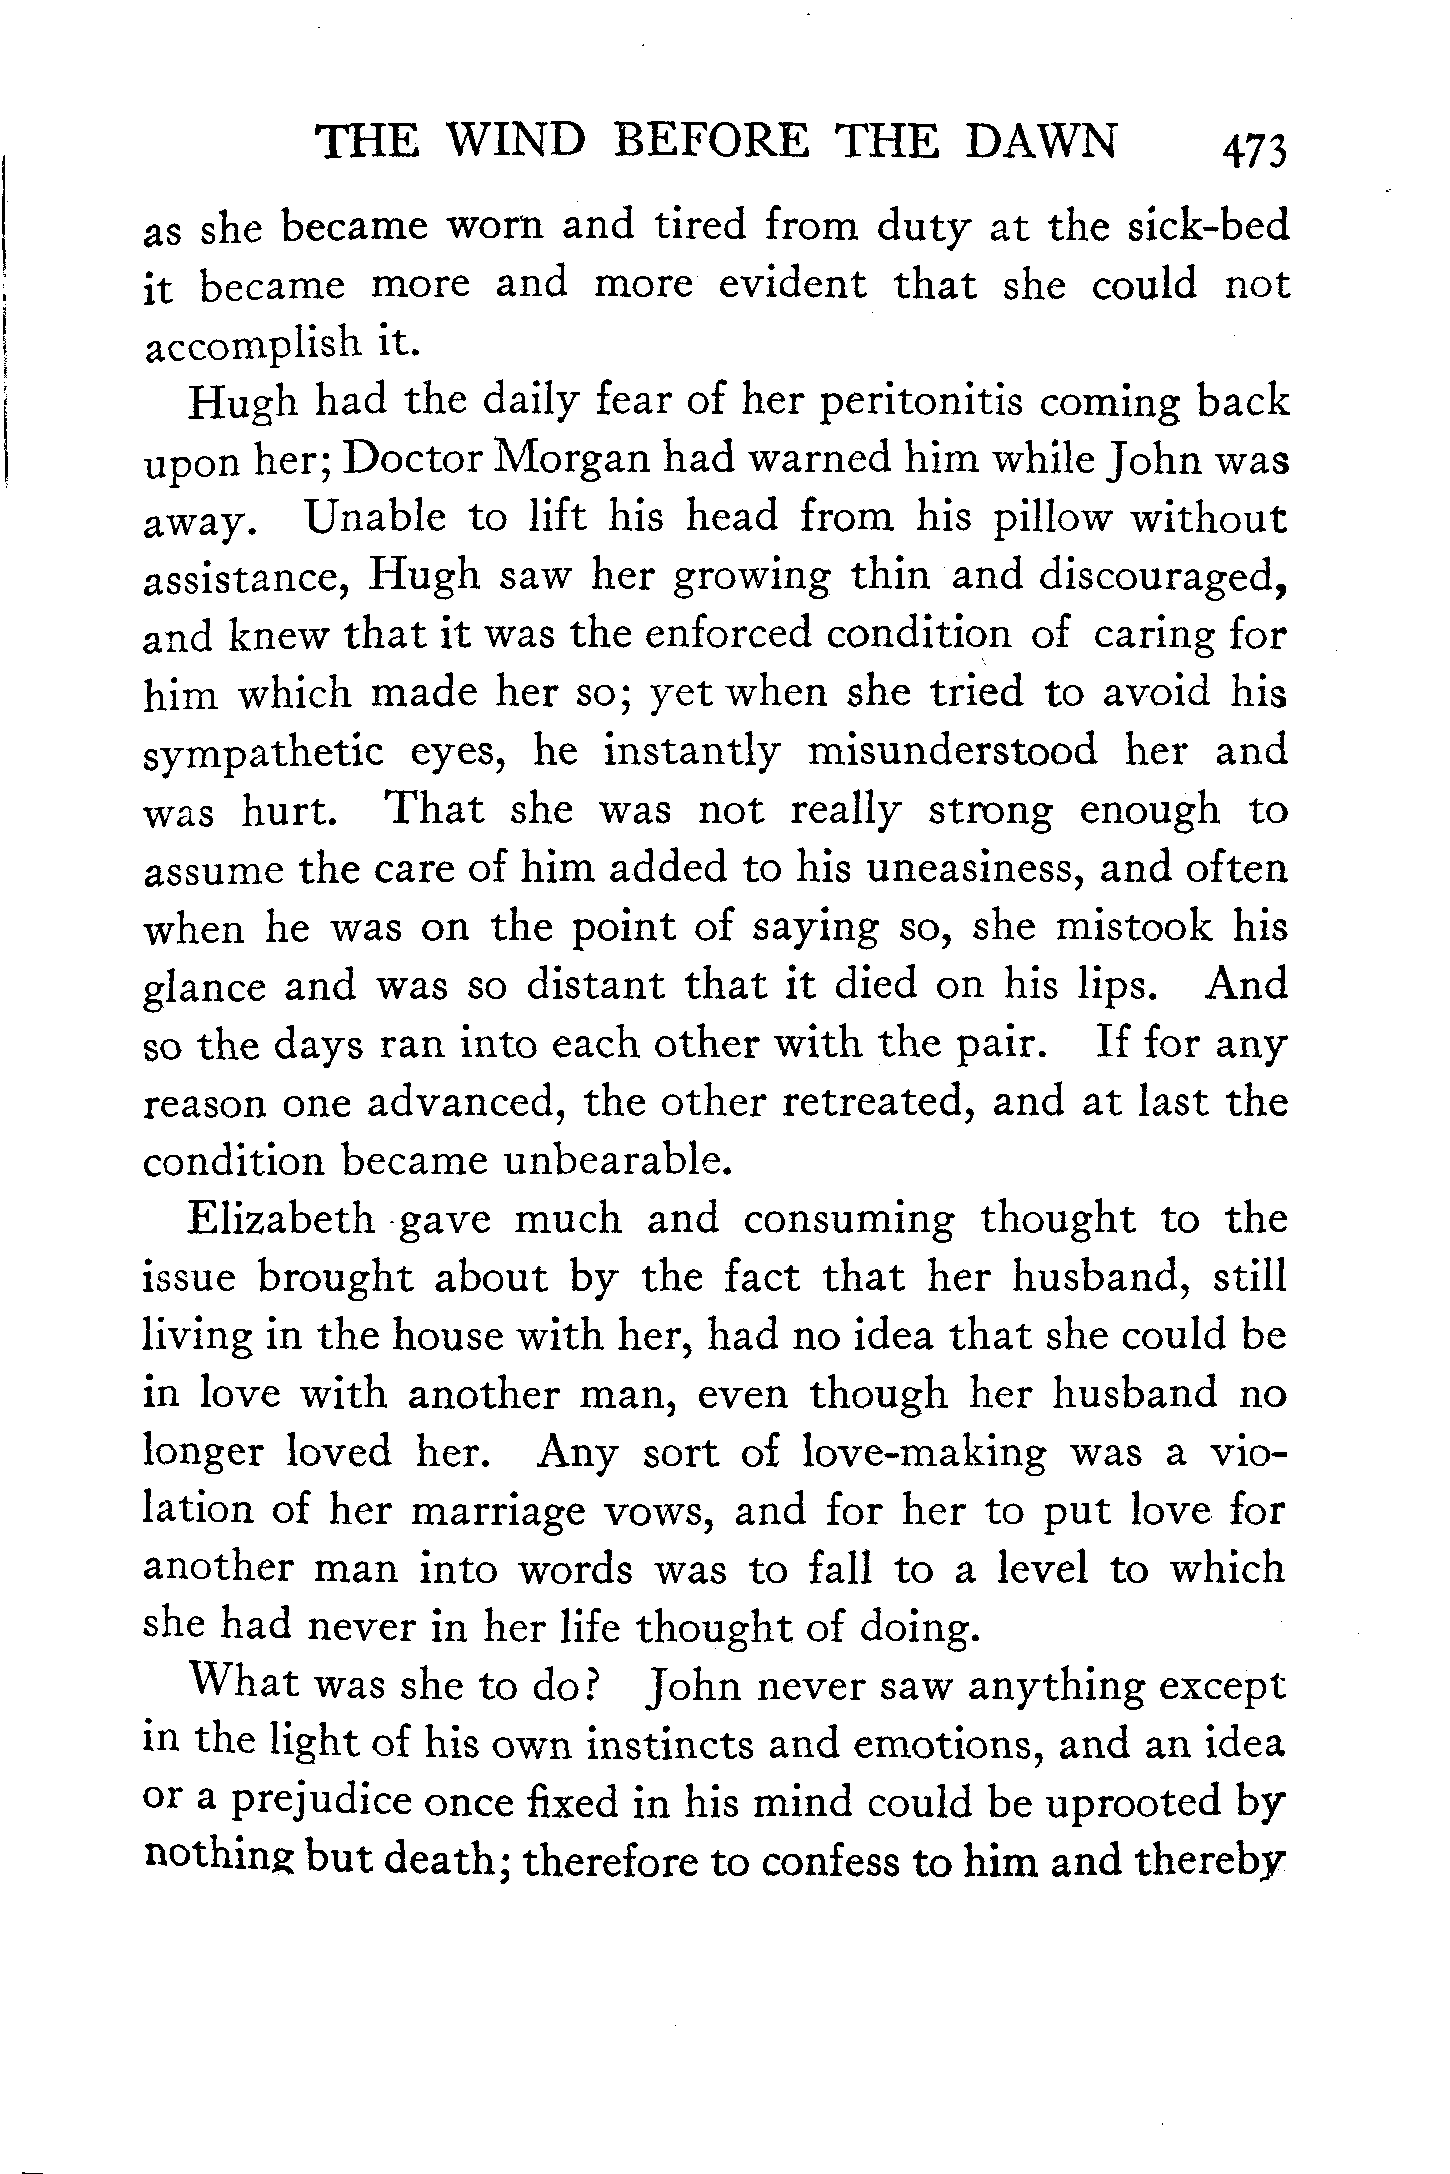 THE WIND BEFORE THE DAWN 473
as she became worn and tired from duty at the sick-bed
it became more and more evident that she could not
accomplish it.
Hugh had the daily fear of her peritonitis coming back
upon her; Doctor Morgan had warned him while John was
away. Unable to lift his head from his pillow without
assistance, Hugh saw her growing thin and discouraged,
and knew that it was the enforced condition of caring for
him which made her so; yet when she tried to avoid his
sympathetic eyes, he instantly misunderstood her and
was hurt. That she was not really strong enough to
assume the care of him added to his uneasiness, and often
when he was on the point of saying so, she mistook his
glance and was so distant that it died on his lips. And
so the days ran into each other with the pair. If for any
reason one advanced, the other retreated, and at last the
condition became unbearable.
Elizabeth gave much and consuming thought to the
issue brought about by the fact that her husband, still
living in the house with her, had no idea that she could be
in love with another man, even though her husband no
longer loved her. Any sort of love-making was a vio-
lation of her marriage vows, and for her to put love for
another man into words was to fall to a level to which
she had never in her life thought of doing.
What was she to do? John never saw anything except
in the light of his own instincts and emotions, and an idea
or a prejudice once fixed in his mind could be uprooted by
nothing but death; therefore to confess to him and thereby